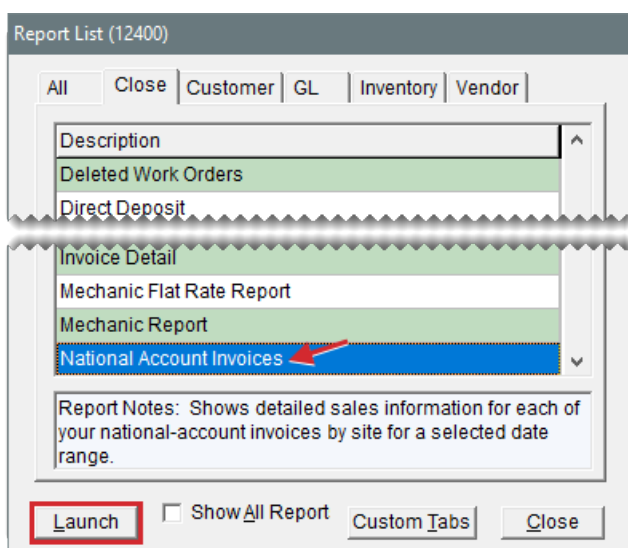 Report List (12400)
All Close Customer GL Inventory Vendor
Description
Deleted Work Orders
Direct Deposit
Invoice Detail
Mechanic Flat Rate Report
Mechanic Report
National Account Invoices
Report Notes: Shows detailed sales information for each of
your national-account invoices by site for a selected date
range.
Launch Show All Report Custom Tabs Close